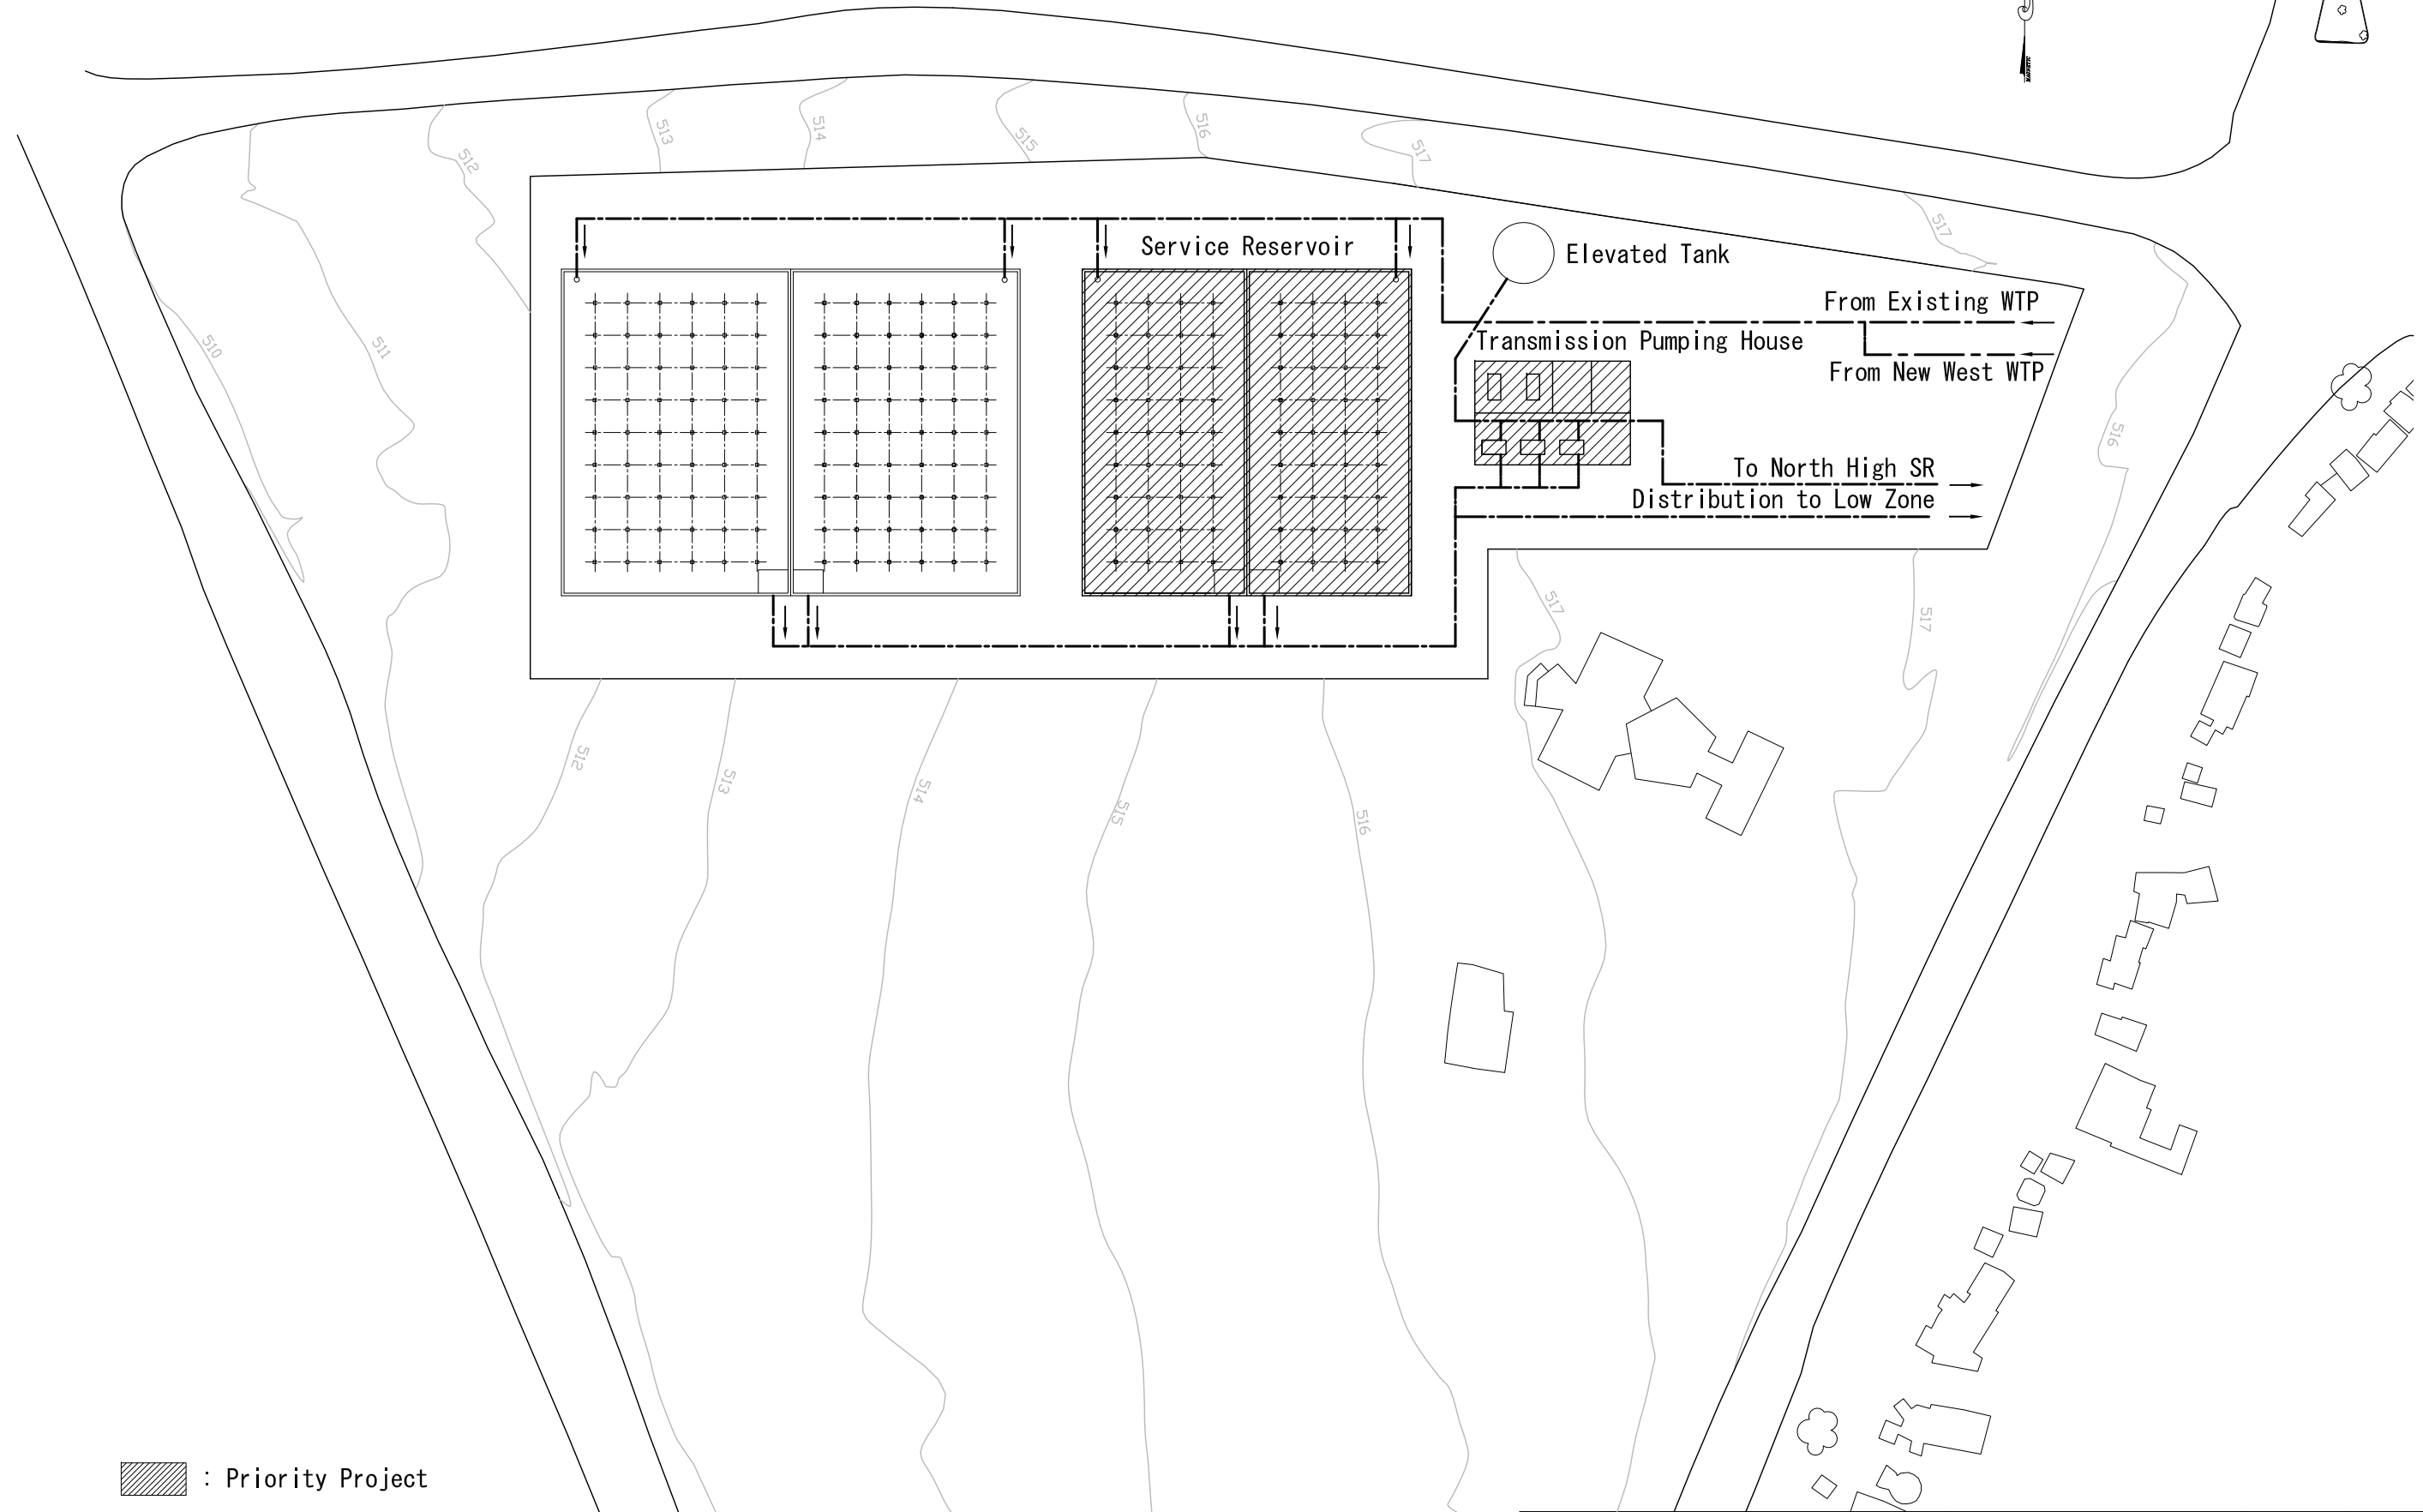 MAGNETIC
513
514
515
516
517
512
517
Service Reservoir
Elevated Tank
From Existing WTP
510
511
Transmission Pumping House
From New West WTP
516
To North High SR
Distribution to Low Zone
517
517
512
513
514
515
516
: Priority Project